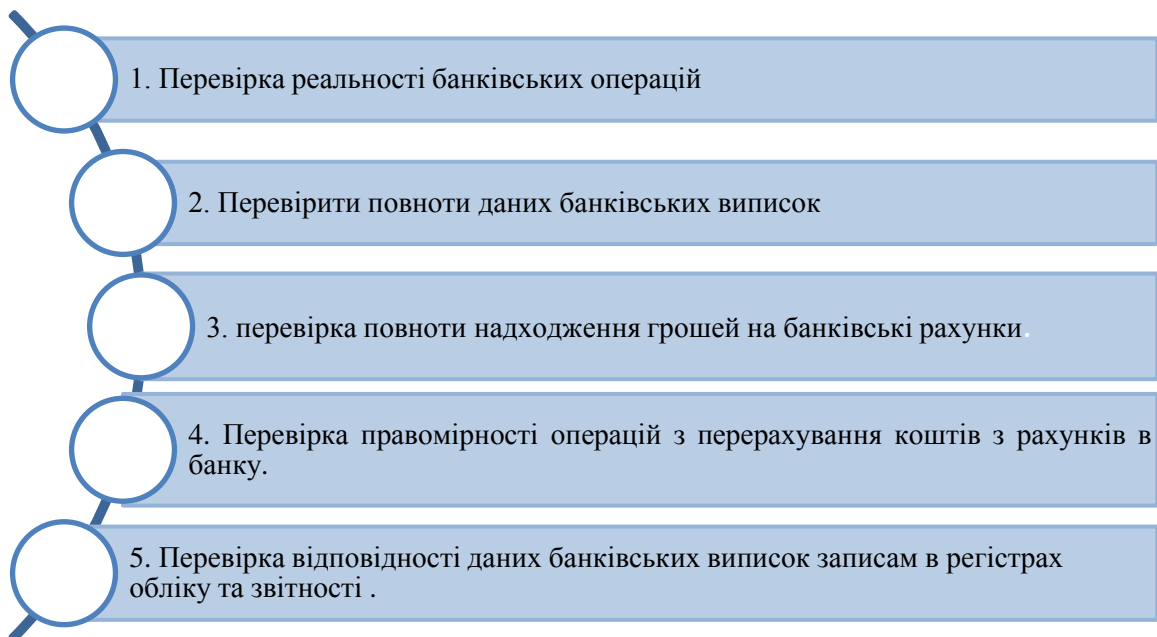 1. Перевірка реальності банківських операцій
2. Перевірити повноти даних банківських виписок
3. перевірка повноти надходження грошей на банківські рахунки.
4. Перевірка правомірності операцій з перерахування коштів з рахунків в
банку.
5. Перевірка відповідності даних банківських виписок записам в регістрах
обліку та звітності .